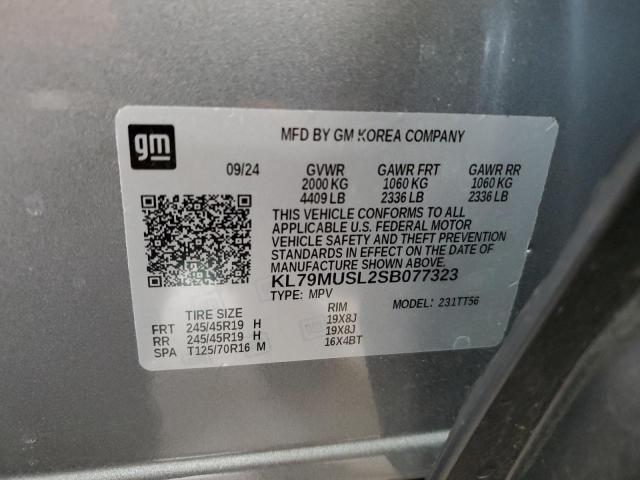 gm
MFD BY GM KOREA COMPANY
09/24 GVWR GAWR FRT GAWR RR
2000 KG 1060 KG 1060 KG
4409 LB 2336 LB 2336 LB
THIS VEHICLE CONFORMS TO ALL
APPLICABLE U.S. FEDERAL MOTOR
VEHICLE SAFETY AND THEFT PREVENTION
STANDARDS IN EFFECT ON THE DATE OF
MANUFACTURE SHOWN ABOVE.
KL79MUSL2SB077323
TYPE: MPV MODEL: 231TT56
TIRE SIZE RIM
FRT 245/45R19 H 19X8J
RR 245/45R19 H 19X8J
SPA T125/70R16 M 16X4BT